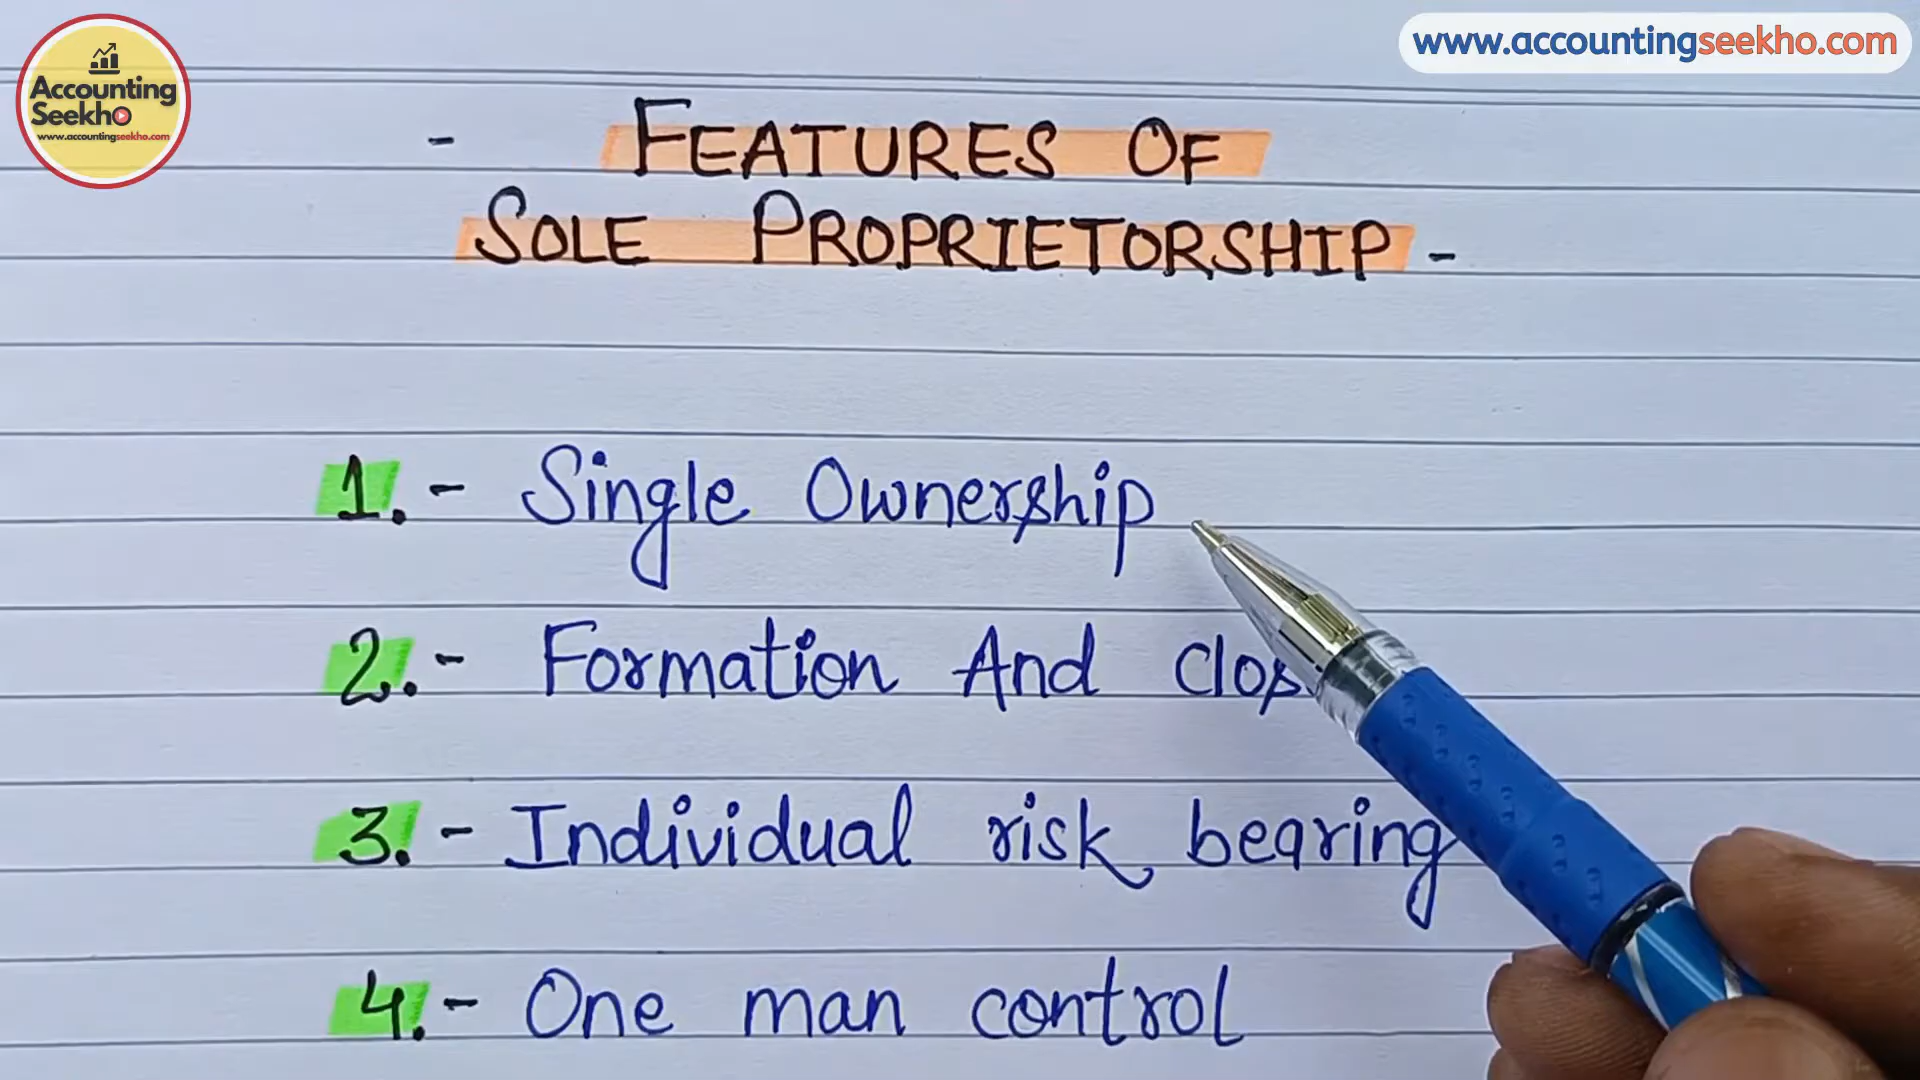 Accounting
Seekho
www.accountingseekho.com
www.accountingseekho.com
- FEATURES OF
SOLE PROPRIETORSHIP -
1.- Single Ownership
2.- Formation And
3.- Individual risk bearing
4.- One man control